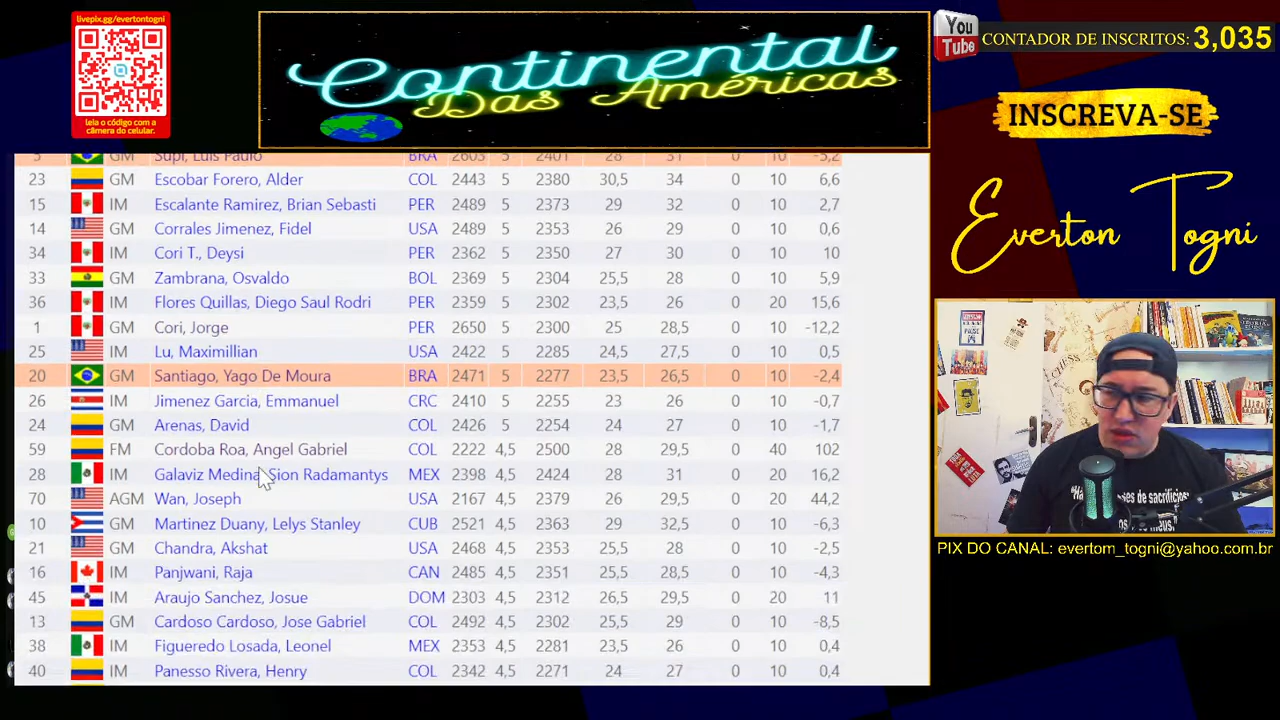 livepix.gg/evertontogni
leia o código com a
câmera do celular.
Continental
Das Américas
You
Tube
CONTADOR DE INSCRITOS: 3,035
INSCREVA-SE
Everton Togni
5 GM Supi, Luis Paulo BRA 2603 5 2401 28 31 0 10 -5,2
23 GM Escobar Forero, Alder COL 2443 5 2380 30,5 34 0 10 6,6
15 IM Escalante Ramirez, Brian Sebasti PER 2489 5 2373 29 32 0 10 2,7
14 GM Corrales Jimenez, Fidel USA 2489 5 2353 26 29 0 10 0,6
34 IM Cori T., Deysi PER 2362 5 2350 27 30 0 10 10
33 GM Zambrana, Osvaldo BOL 2369 5 2304 25,5 28 0 10 5,9
36 IM Flores Quillas, Diego Saul Rodri PER 2359 5 2302 23,5 26 0 20 15,6
1 GM Cori, Jorge PER 2650 5 2300 25 28,5 0 10 -12,2
25 IM Lu, Maximillian USA 2422 5 2285 24,5 27,5 0 10 0,5
20 GM Santiago, Yago De Moura BRA 2471 5 2277 23,5 26,5 0 10 -2,4
26 IM Jimenez Garcia, Emmanuel CRC 2410 5 2255 23 26 0 10 -0,7
24 GM Arenas, David COL 2426 5 2254 24 27 0 10 -1,7
59 FM Cordoba Roa, Angel Gabriel COL 2222 4,5 2500 28 29,5 0 40 102
28 IM Galaviz Medina, Sion Radamantys MEX 2398 4,5 2424 28 31 0 20 16,2
70 AGM Wan, Joseph USA 2167 4,5 2379 26 29,5 0 20 44,2
10 GM Martinez Duany, Lelys Stanley CUB 2521 4,5 2363 29 32,5 0 10 -6,3
21 GM Chandra, Akshat USA 2468 4,5 2353 25,5 28 0 10 -2,5
16 IM Panjwani, Raja CAN 2485 4,5 2351 25,5 28,5 0 10 -4,3
45 IM Araujo Sanchez, Josue DOM 2303 4,5 2312 26,5 29,5 0 20 11
13 GM Cardoso Cardoso, Jose Gabriel COL 2492 4,5 2302 25,5 29 0 10 -8,5
38 IM Figueredo Losada, Leonel MEX 2353 4,5 2281 23,5 26 0 10 0,4
40 IM Panesso Rivera, Henry COL 2342 4,5 2271 24 27 0 10 0,4
PIX DO CANAL: evertom_togni@yahoo.com.br